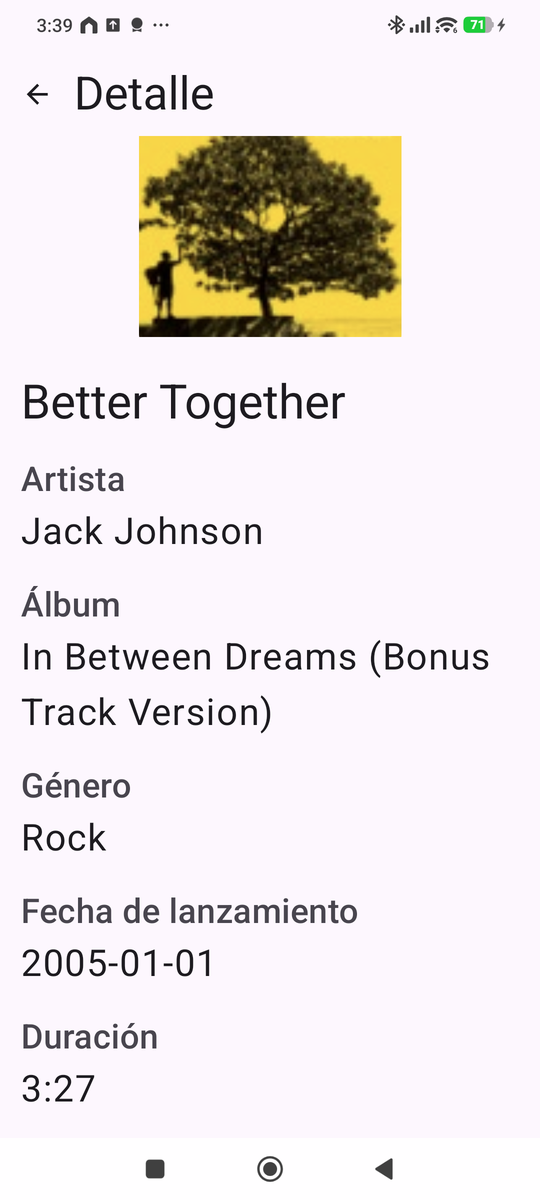 3:39
71
Detalle
Better Together
Artista
Jack Johnson
Álbum
In Between Dreams (Bonus
Track Version)
Género
Rock
Fecha de lanzamiento
2005-01-01
Duración
3:27